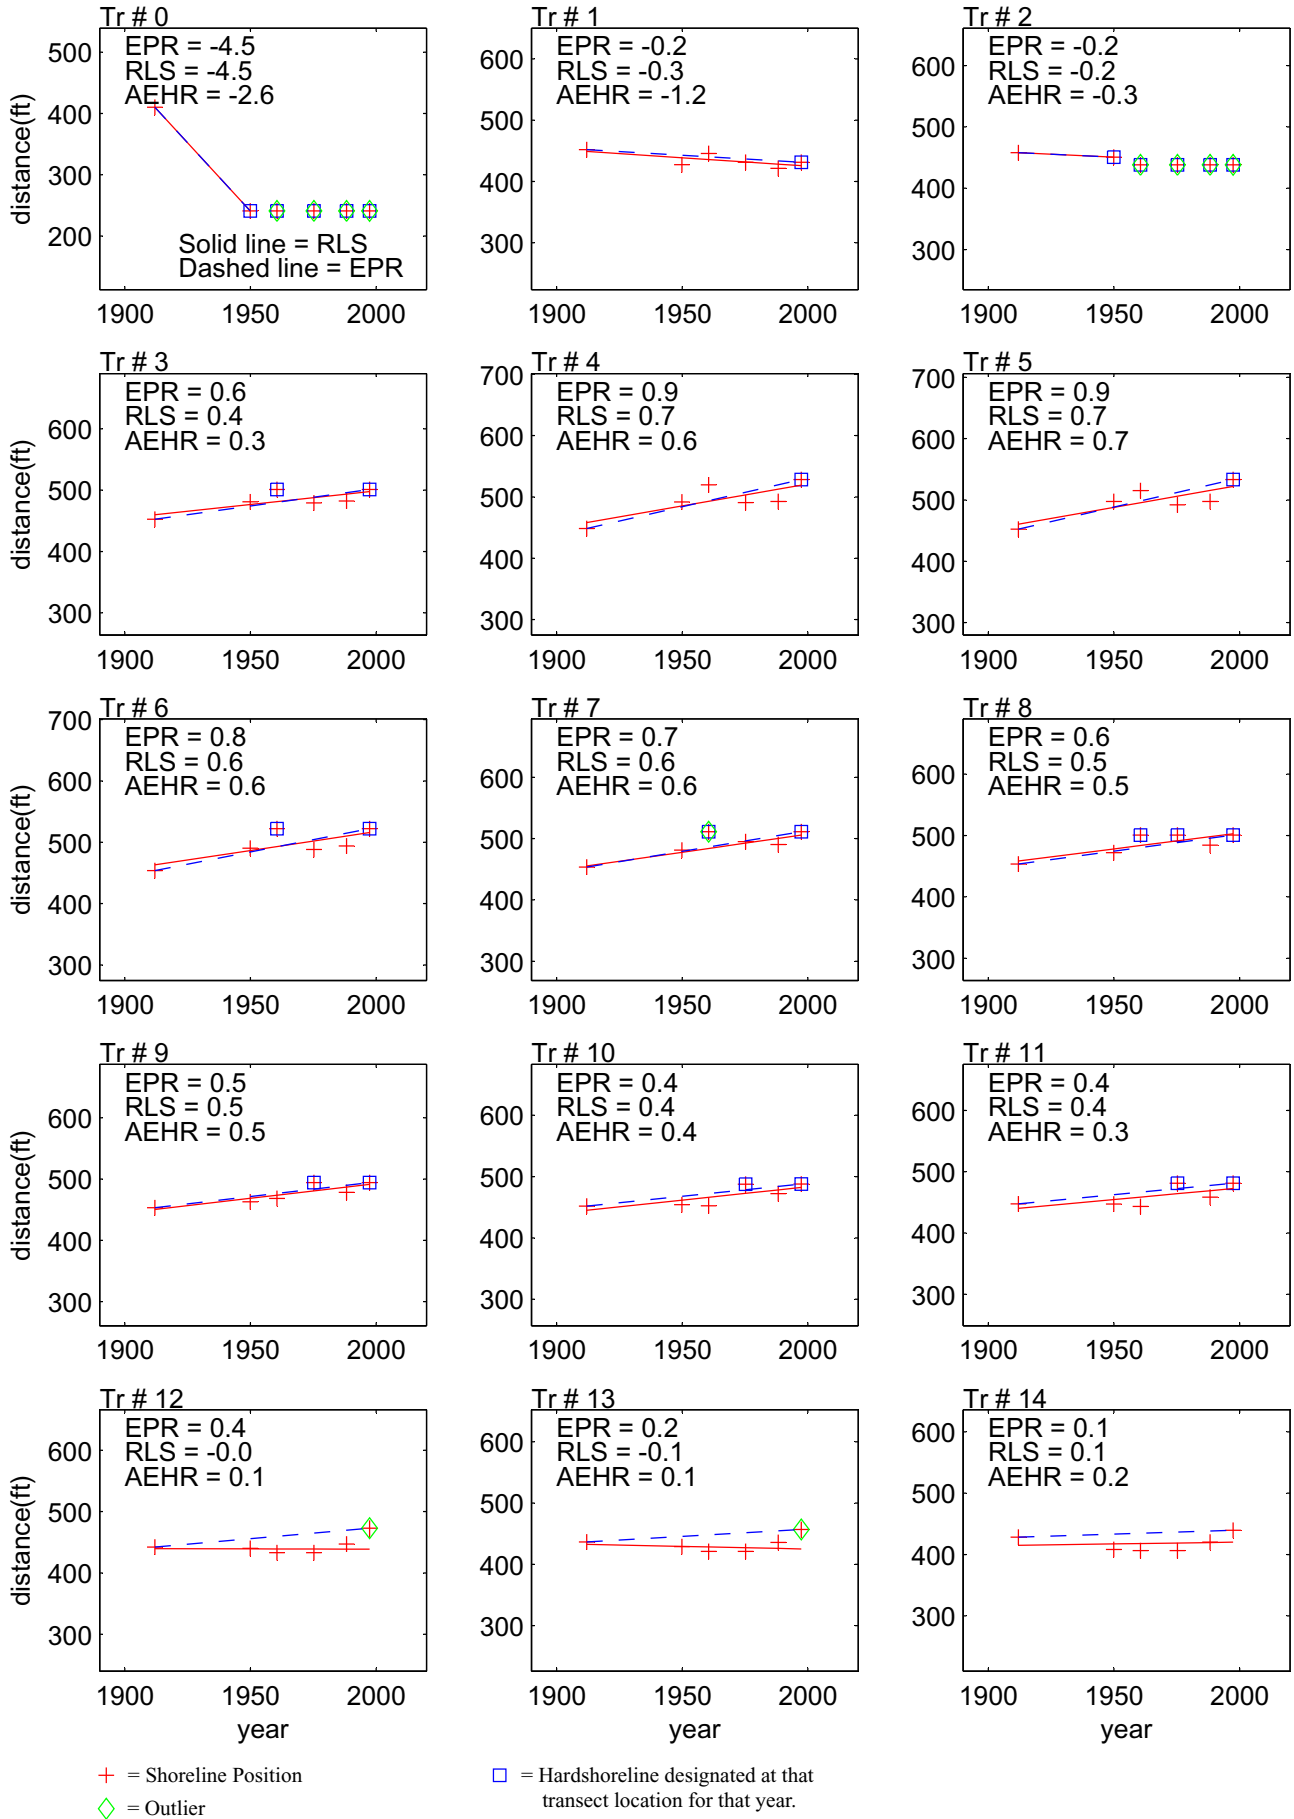 Tr # 0
EPR = -4.5
RLS = -4.5
AEHR = -2.6
Solid line = RLS
Dashed line = EPR
distance(ft)
500
400
300
200
1900 1950 2000
Tr # 1
EPR = -0.2
RLS = -0.3
AEHR = -1.2
600
500
400
300
1900 1950 2000
Tr # 2
EPR = -0.2
RLS = -0.2
AEHR = -0.3
600
500
400
300
1900 1950 2000
Tr # 3
EPR = 0.6
RLS = 0.4
AEHR = 0.3
distance(ft)
600
500
400
300
1900 1950 2000
Tr # 4
EPR = 0.9
RLS = 0.7
AEHR = 0.6
700
600
500
400
300
1900 1950 2000
Tr # 5
EPR = 0.9
RLS = 0.7
AEHR = 0.7
700
600
500
400
300
1900 1950 2000
Tr # 6
EPR = 0.8
RLS = 0.6
AEHR = 0.6
distance(ft)
700
600
500
400
300
1900 1950 2000
Tr # 7
EPR = 0.7
RLS = 0.6
AEHR = 0.6
600
500
400
300
1900 1950 2000
Tr # 8
EPR = 0.6
RLS = 0.5
AEHR = 0.5
600
500
400
300
1900 1950 2000
Tr # 9
EPR = 0.5
RLS = 0.5
AEHR = 0.5
distance(ft)
600
500
400
300
1900 1950 2000
Tr # 10
EPR = 0.4
RLS = 0.4
AEHR = 0.4
600
500
400
300
1900 1950 2000
Tr # 11
EPR = 0.4
RLS = 0.4
AEHR = 0.3
600
500
400
300
1900 1950 2000
Tr # 12
EPR = 0.4
RLS = -0.0
AEHR = 0.1
distance(ft)
600
500
400
300
1900 1950 2000
year
Tr # 13
EPR = 0.2
RLS = -0.1
AEHR = 0.1
600
500
400
300
1900 1950 2000
year
Tr # 14
EPR = 0.1
RLS = 0.1
AEHR = 0.2
600
500
400
300
1900 1950 2000
year
= Shoreline Position
= Outlier
= Hardshoreline designated at that
transect location for that year.